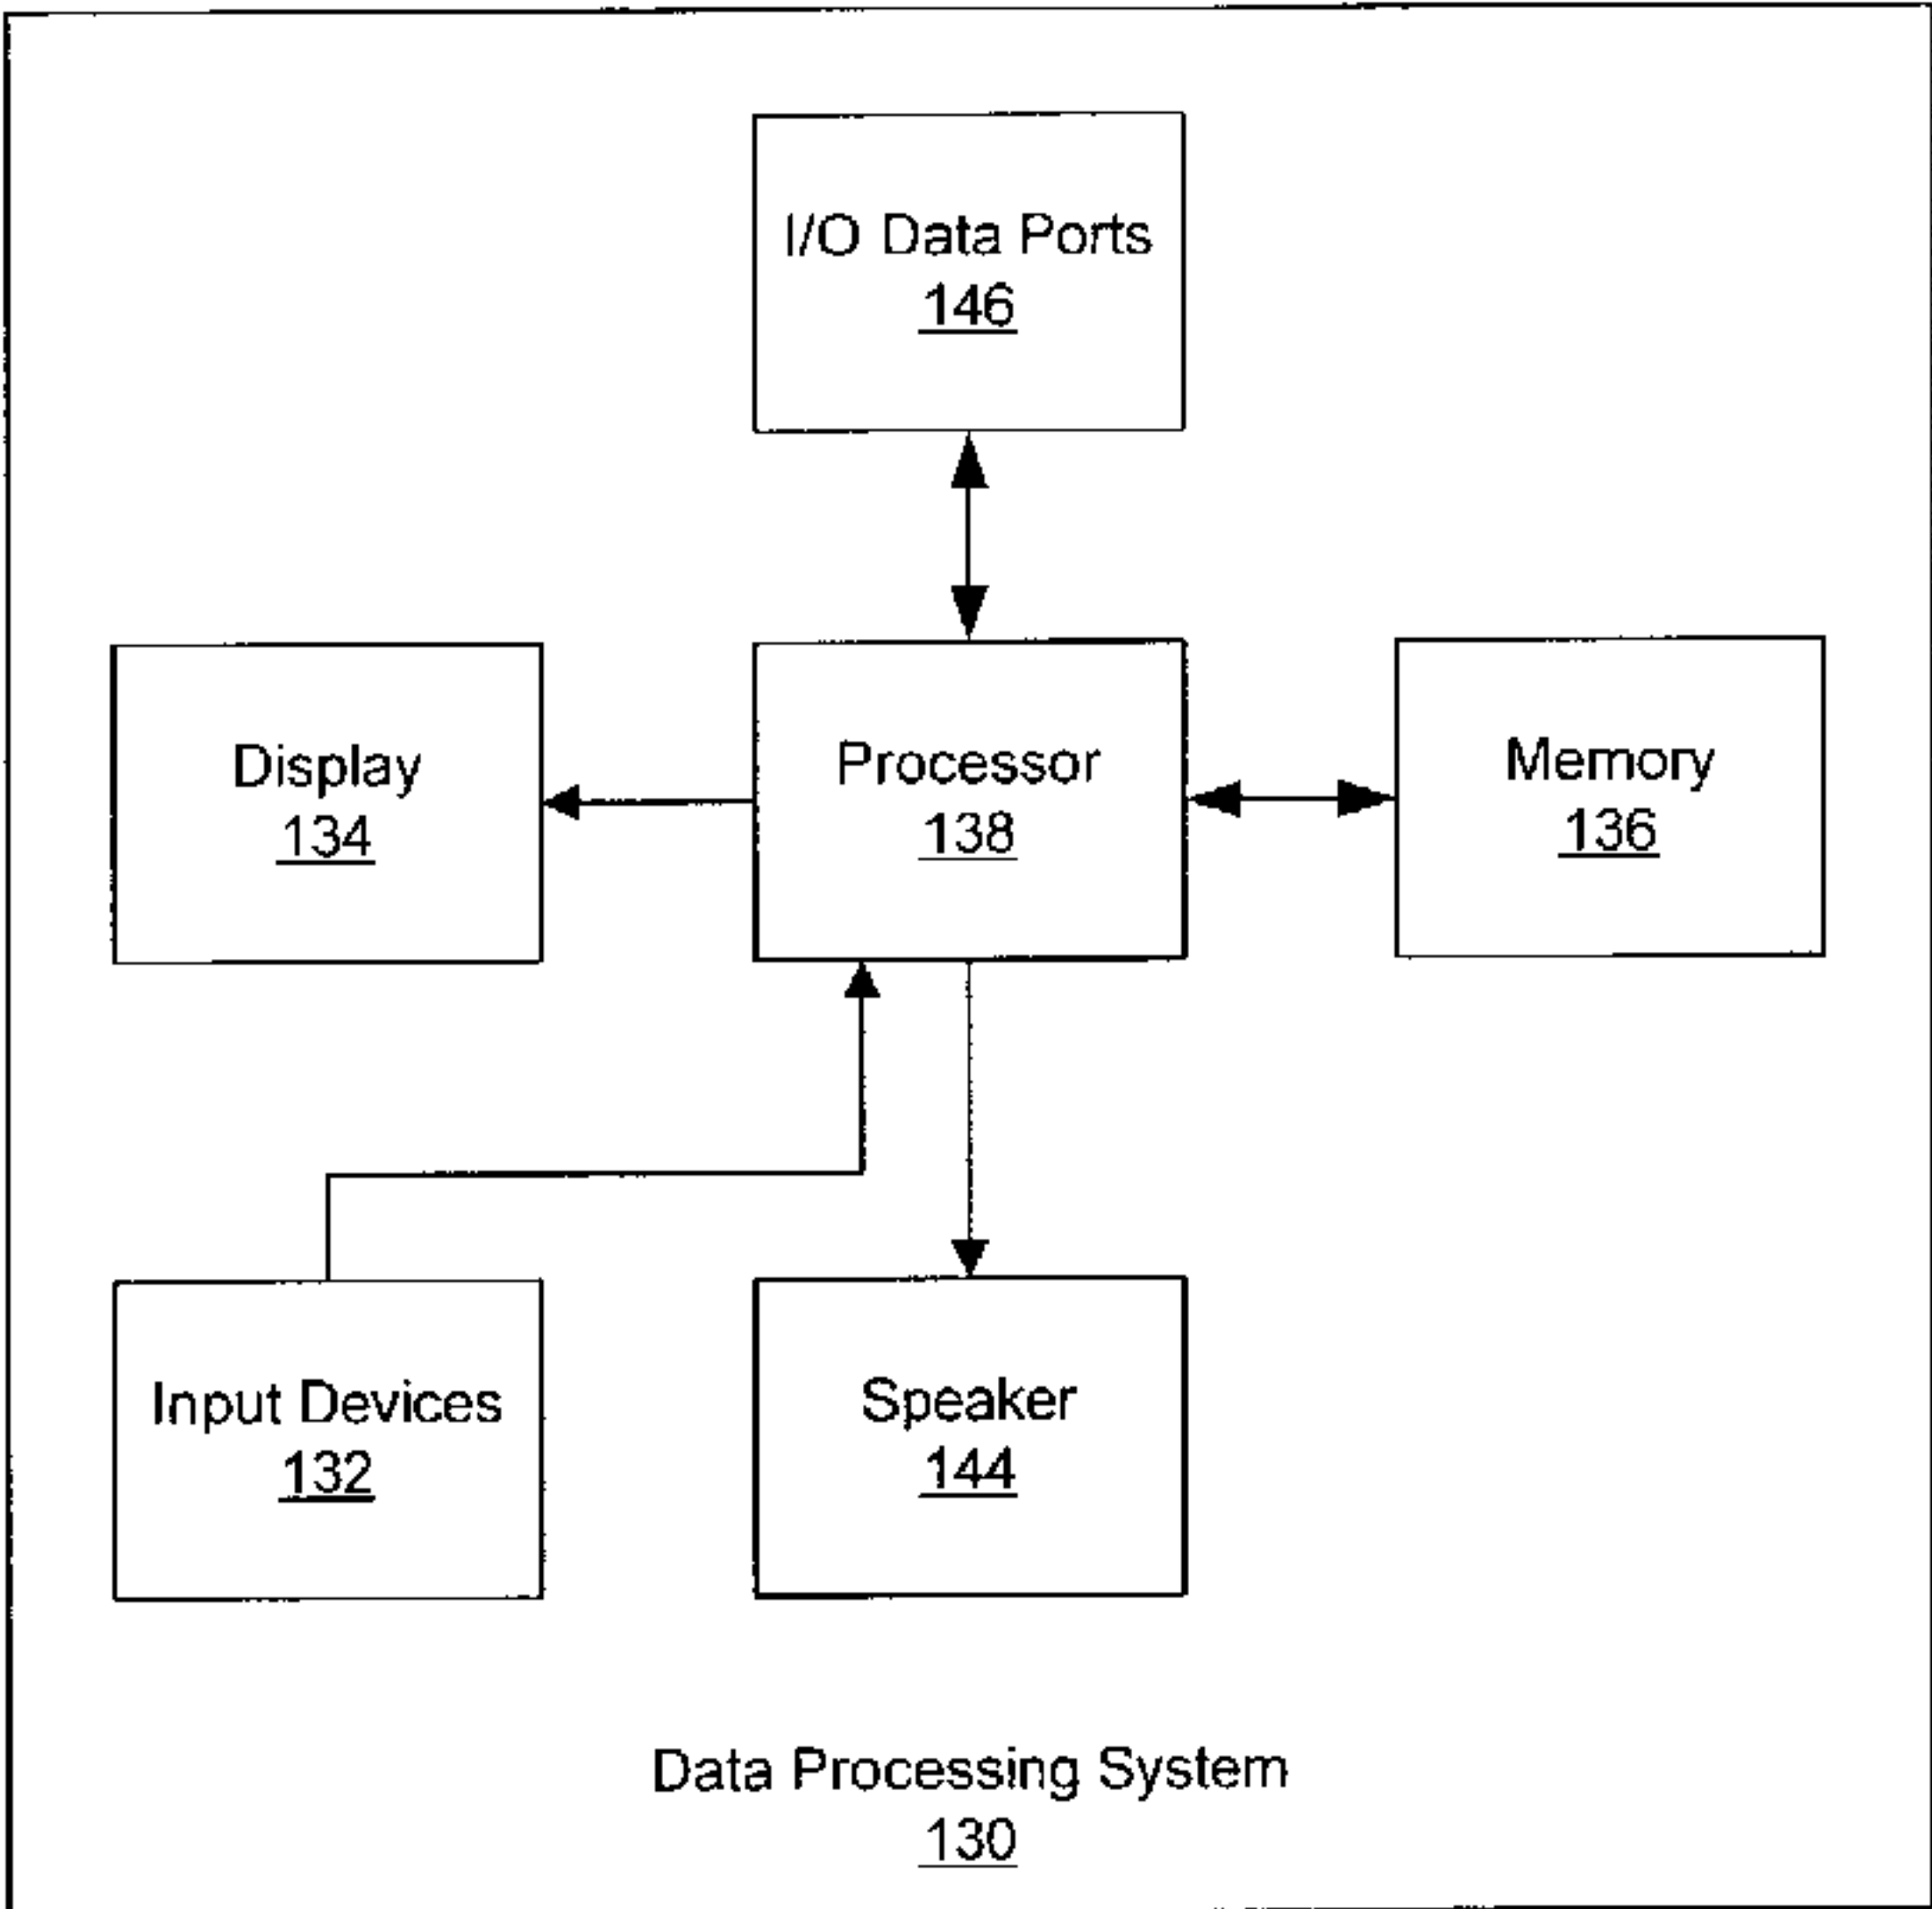 I/O Data Ports
146
Display
134
Processor
138
Memory
136
Input Devices
132
Speaker
144
Data Processing System
130